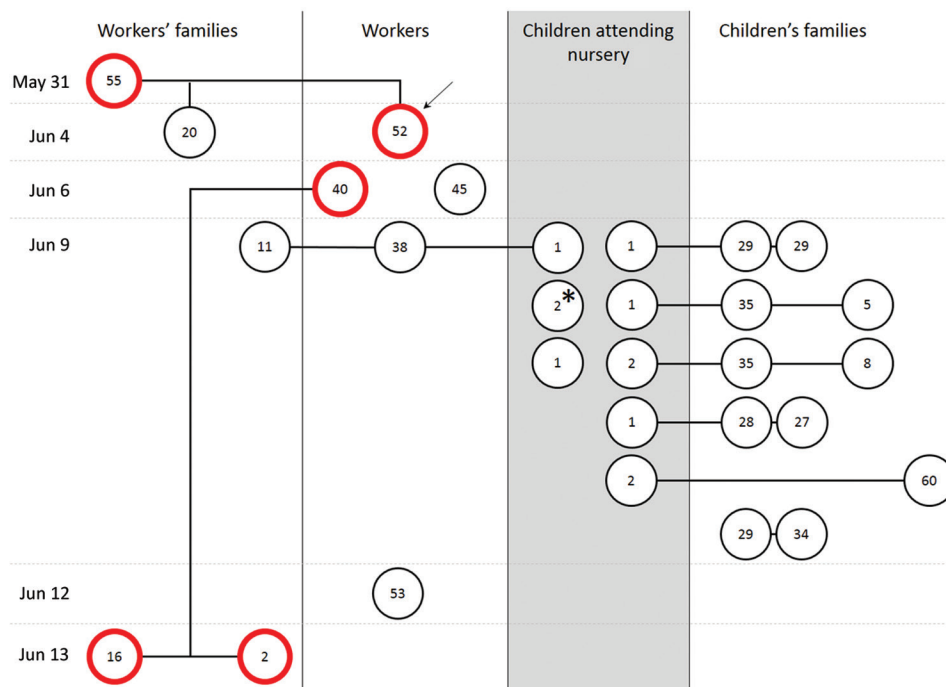 Workers' families Workers Children attending nursery Children's families
May 31 55
Jun 4 20 52
Jun 6 40 45
Jun 9 11 38 1 1 29 29
2* 1 35 5
1 2 35 8
1 28 27
2 60
29 34
Jun 12 53
Jun 13 16 2